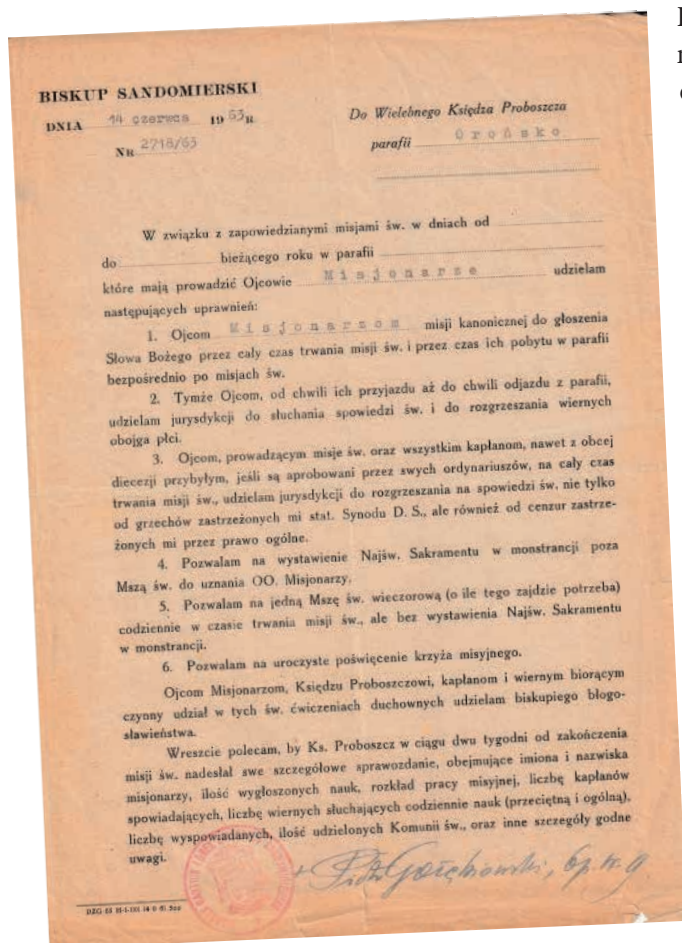 BISKUP SANDOMIERSKI
DNIA 14 czerwca 1963 R
NR 2718/63
Do Wielebnego Księdza Proboszcza
parafii Orońsko
W związku z zapowiedzianymi misjami św. w dniach od
do bieżącego roku w parafii
które mają prowadzić Ojcowie Misjonarze udzielam
następujących uprawnień:
1. Ojcom Misjonarzom misji kanonicznej do głoszenia
Słowa Bożego przez cały czas trwania misji św. i przez czas ich pobytu w parafii
bezpośrednio po misjach św.
2. Tymże Ojcom, od chwili ich przyjazdu aż do chwili odjazdu z parafii,
udzielam jurysdykcji do słuchania spowiedzi św. i do rozgrzeszania wiernych
obojga płci.
3. Ojcom, prowadzącym misje św. oraz wszystkim kapłanom, nawet z obcej
diecezji przybyłym, jeśli są aprobowani przez swych ordynariuszów, na cały czas
trwania misji św., udzielam jurysdykcji do rozgrzeszania na spowiedzi św. nie tylko
od grzechów zastrzeżonych mi stat. Synodu D. S., ale również od cenzur zastrze-
żonych mi przez prawo ogólne.
4. Pozwalam na wystawienie Najśw. Sakramentu w monstrancji poza
Mszą św. do uznania OO. Misjonarzy.
5. Pozwalam na jedną Mszę św. wieczorową (o ile tego zajdzie potrzeba)
codziennie w czasie trwania misji św., ale bez wystawienia Najśw. Sakramentu
w monstrancji.
6. Pozwalam na uroczyste poświęcenie krzyża misyjnego.
Ojcom Misjonarzom, Księdzu Proboszczowi, kapłanom i wiernym biorącym
czynny udział w tych św. ćwiczeniach duchownych udzielam biskupiego błogo-
sławieństwa.
Wreszcie polecam, by Ks. Proboszcz w ciągu dwu tygodni od zakończenia
misji św. nadesłał swe szczegółowe sprawozdanie, obejmujące imiona i nazwiska
misjonarzy, ilość wygłoszonych nauk, rozkład pracy misyjnej, liczbę kapłanów
spowiadających, liczbę wiernych słuchających codziennie nauk (przeciętną i ogólną),
liczbę wyspowiadanych, ilość udzielonych Komunii św., oraz inne szczegóły godne
uwagi.
+ Piotr Gołębiowski, bp. w. g.